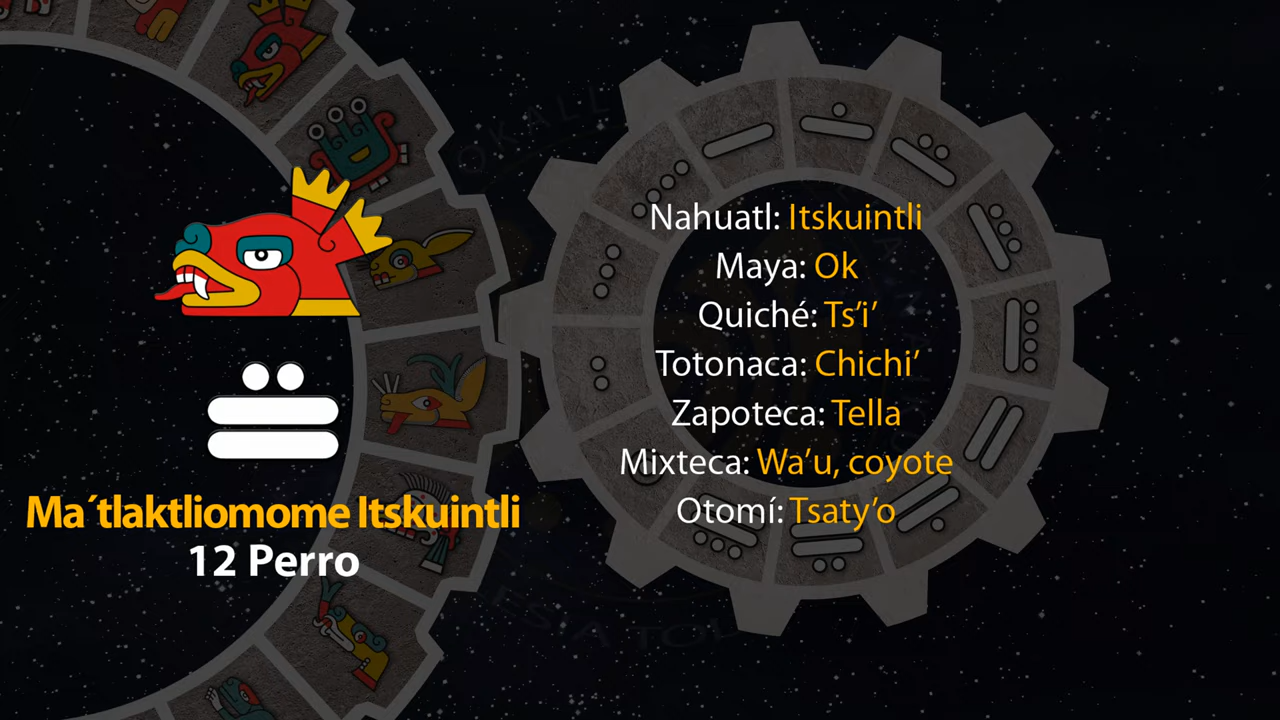 Ma´tlaktliomome Itskuintli
12 Perro
Nahuatl: Itskuintli
Maya: Ok
Quiché: Ts’i’
Totonaca: Chichi’
Zapoteca: Tella
Mixteca: Wa’u, coyote
Otomí: Tsaty’o